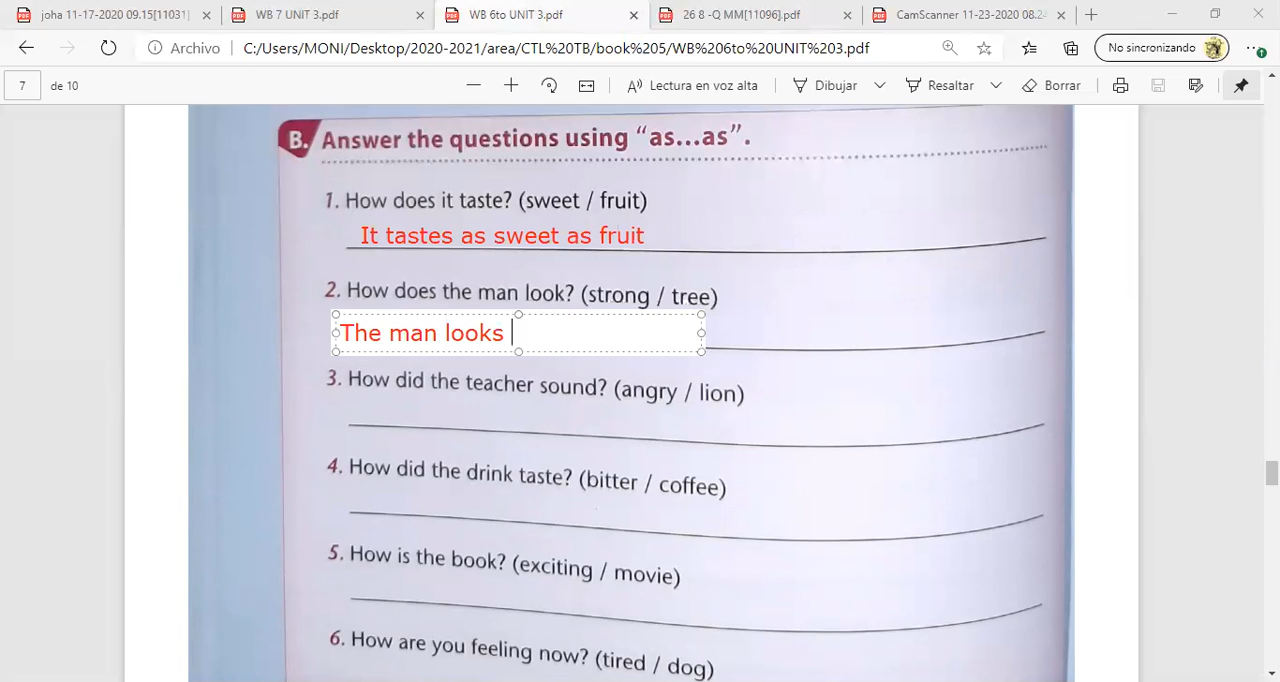 joha 11-17-2020 09.15[11031]
WB 7 UNIT 3.pdf
WB 6to UNIT 3.pdf
26 8 -Q MM[11096].pdf
CamScanner 11-23-2020 08.24
Archivo
C:/Users/MONI/Desktop/2020-2021/area/CTL%20TB/book%205/WB%206to%20UNIT%203.pdf
No sincronizando
7 de 10
Lectura en voz alta
Dibujar
Resaltar
Borrar
B. Answer the questions using "as...as".
1. How does it taste? (sweet / fruit)
It tastes as sweet as fruit
2. How does the man look? (strong / tree)
The man looks
3. How did the teacher sound? (angry / lion)
4. How did the drink taste? (bitter / coffee)
5. How is the book? (exciting / movie)
6. How are you feeling now? (tired / dog)